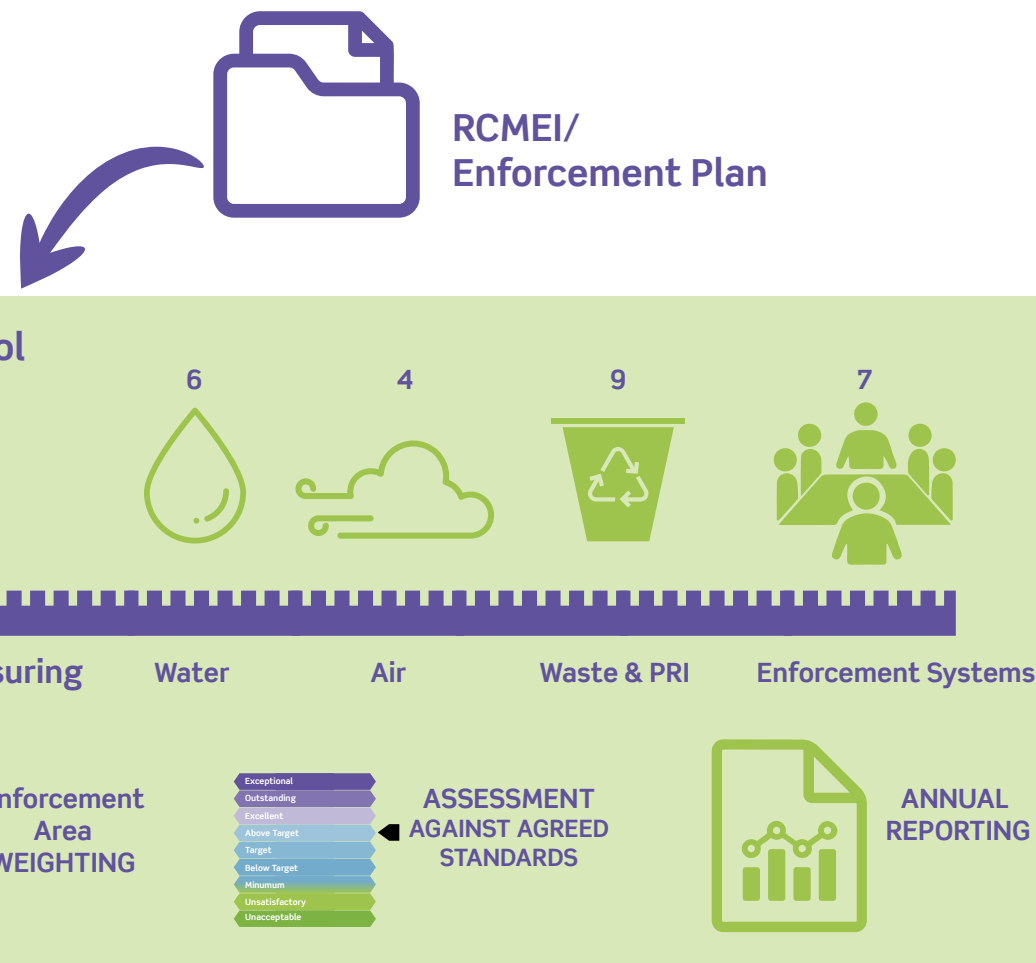 RCMEI/
Enforcement Plan
ol
6
4
9
7
suring
Water
Air
Waste & PRI
Enforcement Systems
nforcement
Area
WEIGHTING
Exceptional
Outstanding
Excellent
Above Target
Target
Below Target
Minumum
Unsatisfactory
Unacceptable
ASSESSMENT
AGAINST AGREED
STANDARDS
ANNUAL
REPORTING